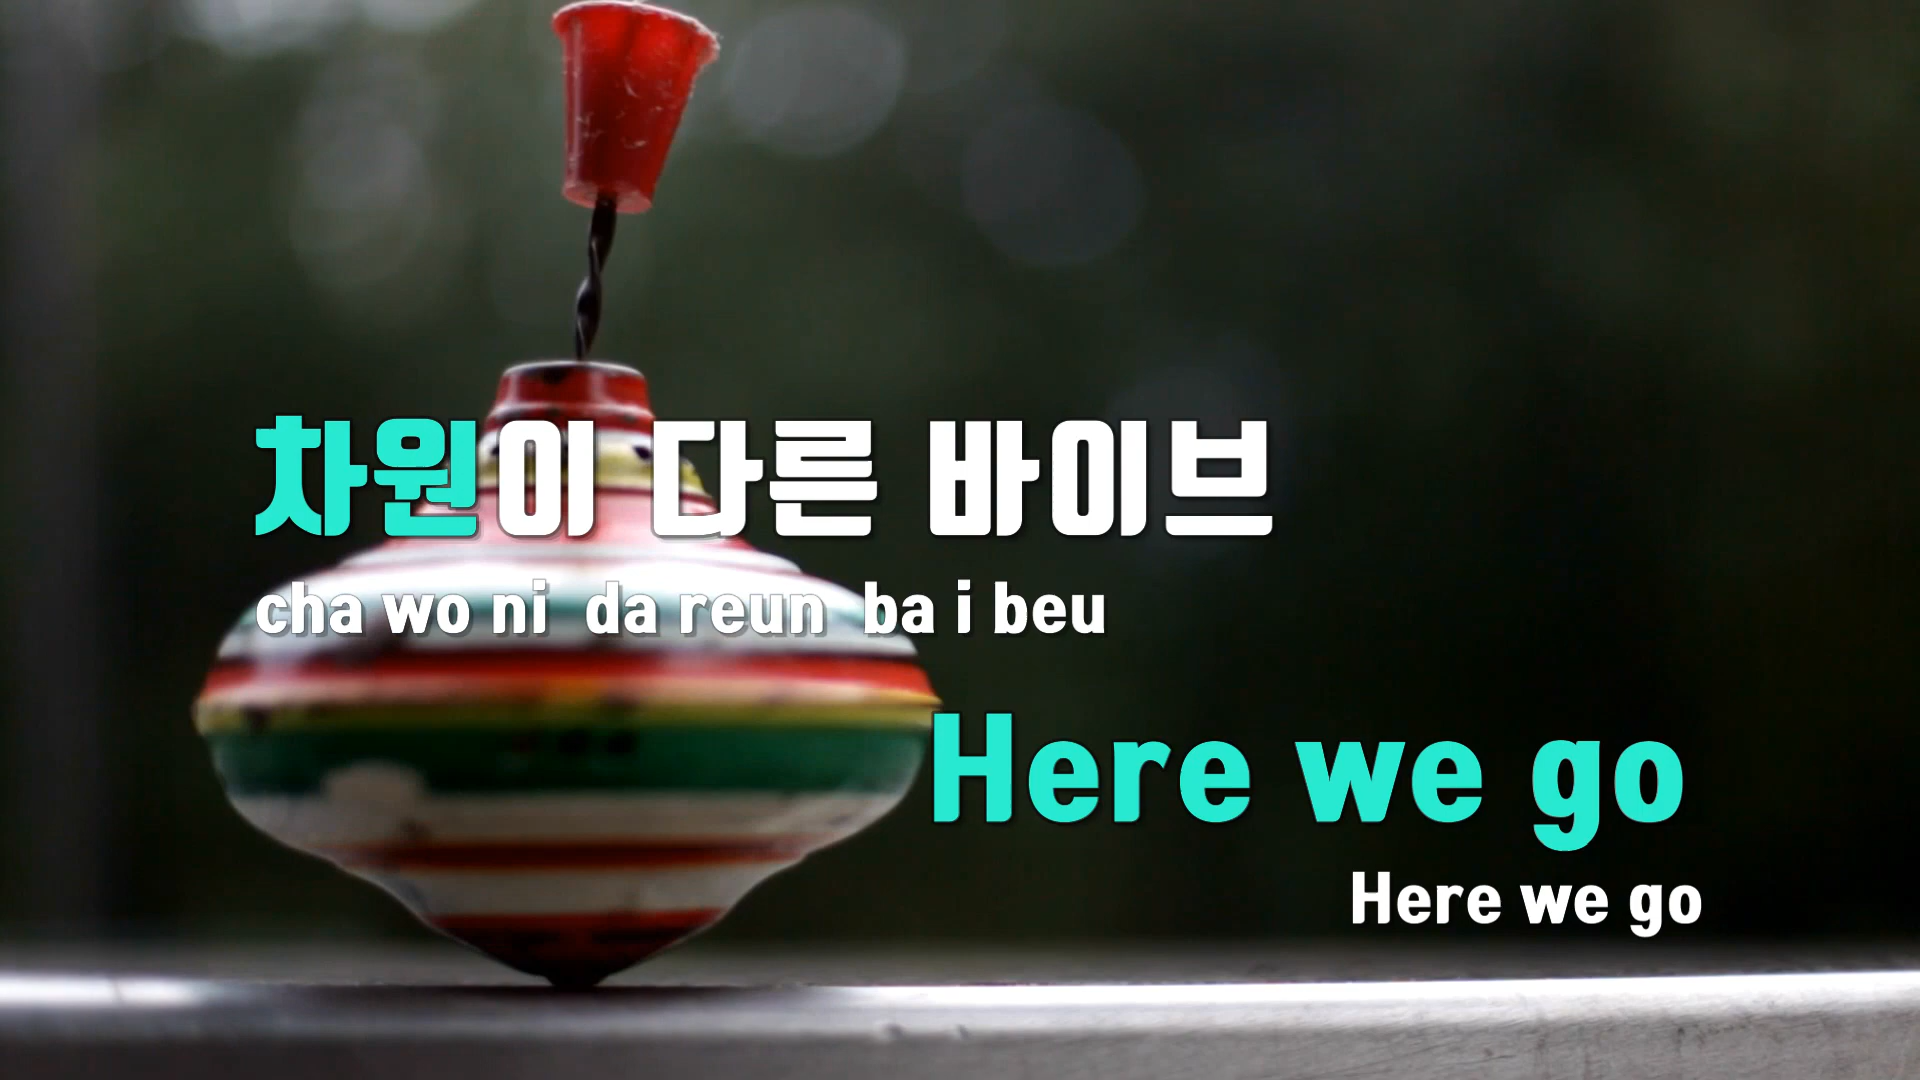 차원이 다른 바이브
cha wo ni da reun ba i beu
Here we go
Here we go